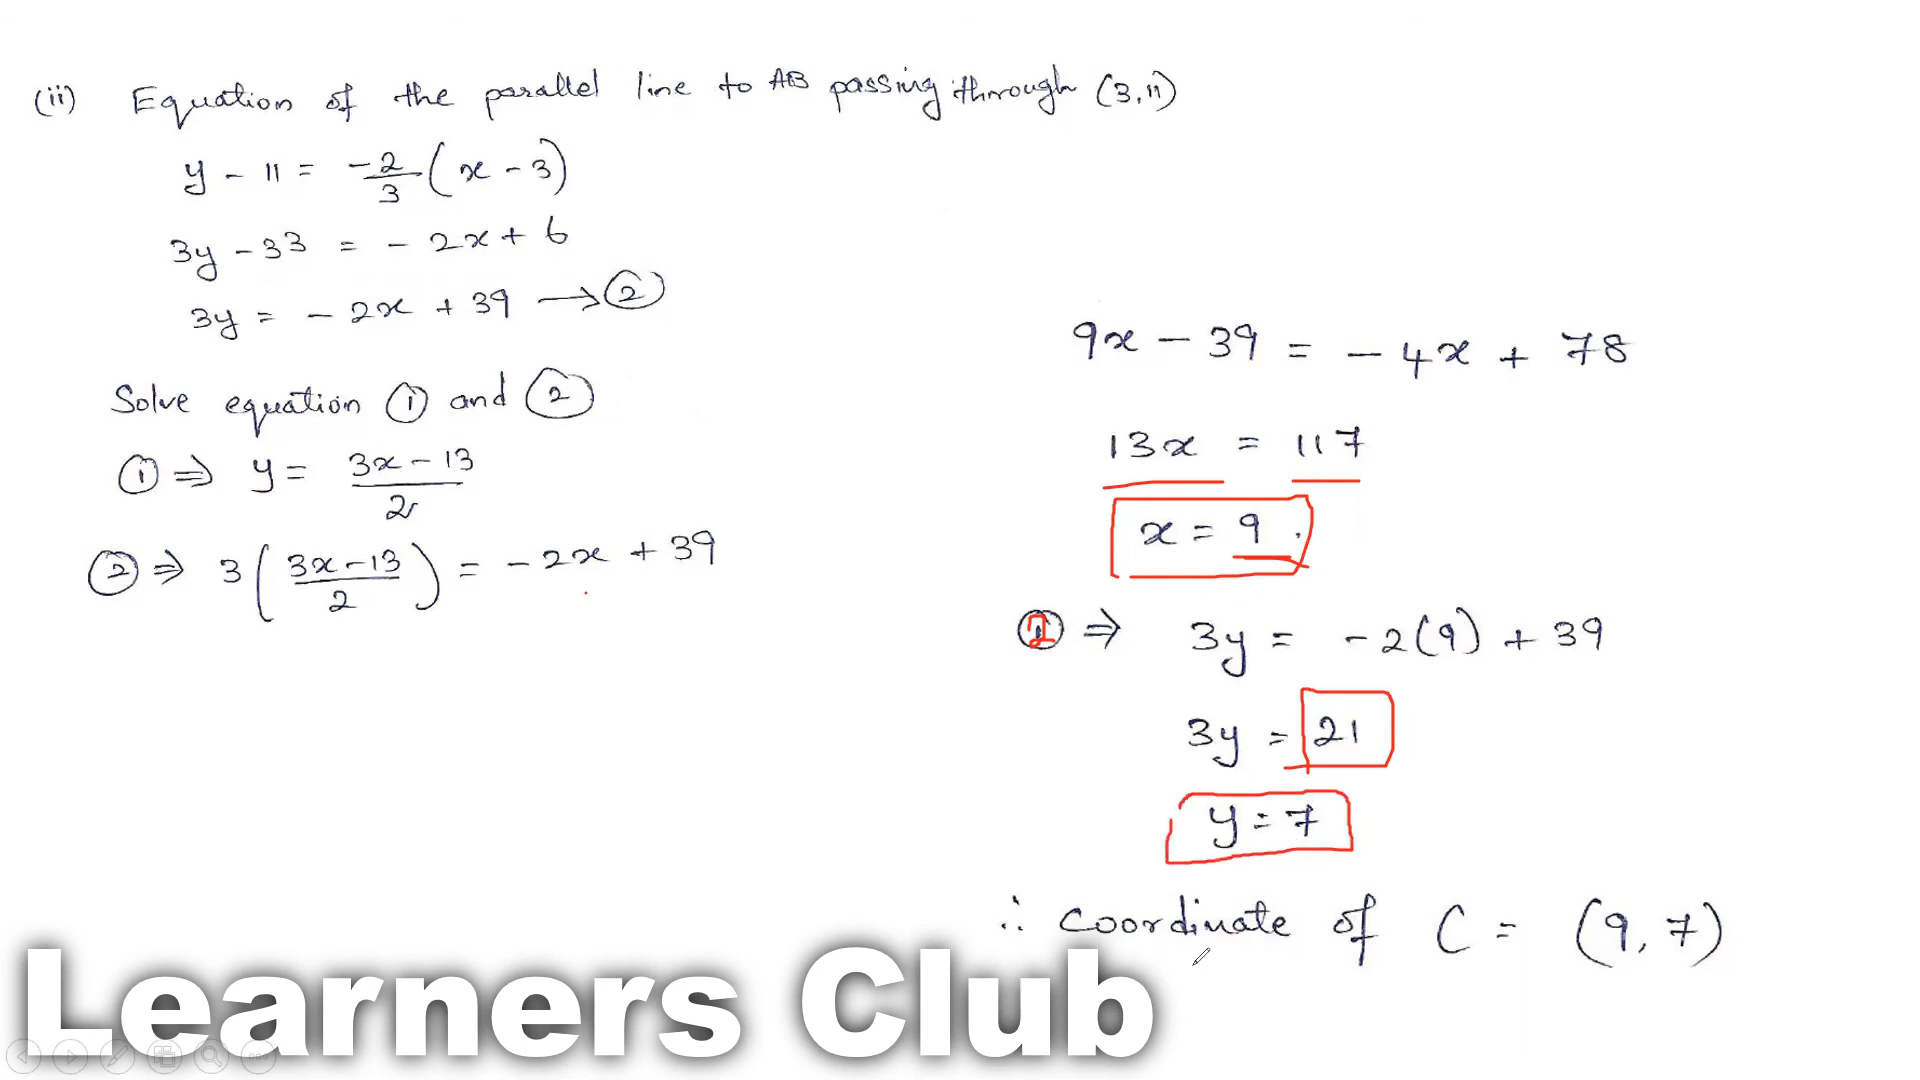 (ii) Equation of the parallel line to AB passing through (3,11)
y - 11 = -2/3 (x - 3)
3y - 33 = - 2x + 6
3y = - 2x + 39 → ②
Solve equation ① and ②
① ⇒ y = (3x - 13)/2
② ⇒ 3((3x - 13)/2) = - 2x + 39
9x - 39 = - 4x + 78
13x = 117
x = 9.
② ⇒ 3y = -2(9) + 39
3y = 21
y = 7
∴ coordinate of C = (9, 7)
Learners Club